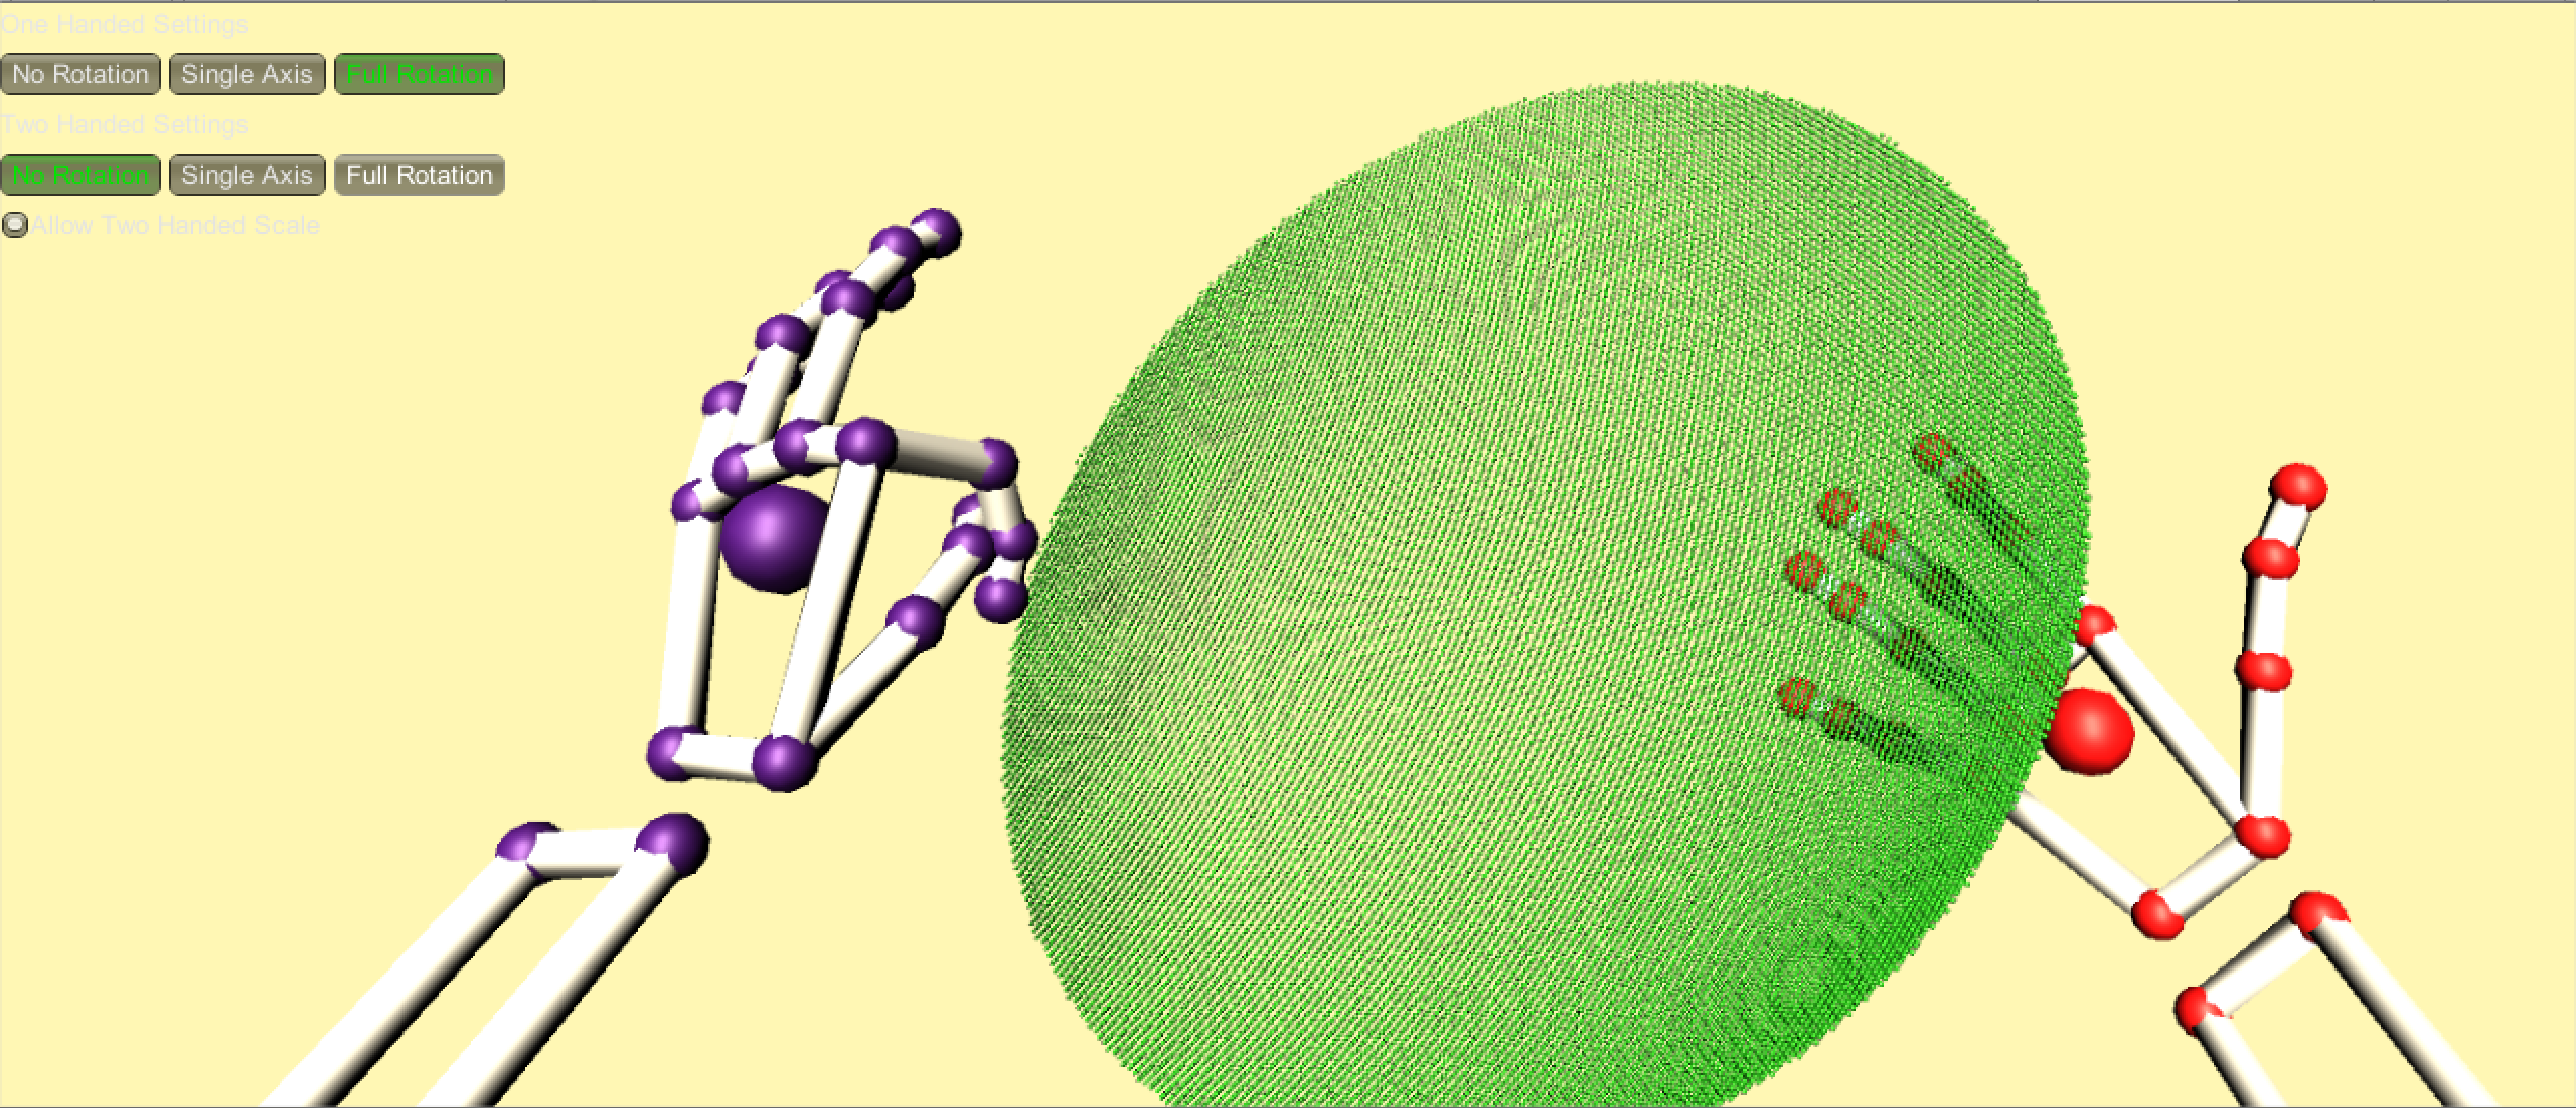 One Handed Settings
No Rotation Single Axis Full Rotation
Two Handed Settings
No Rotation Single Axis Full Rotation
Allow Two Handed Scale